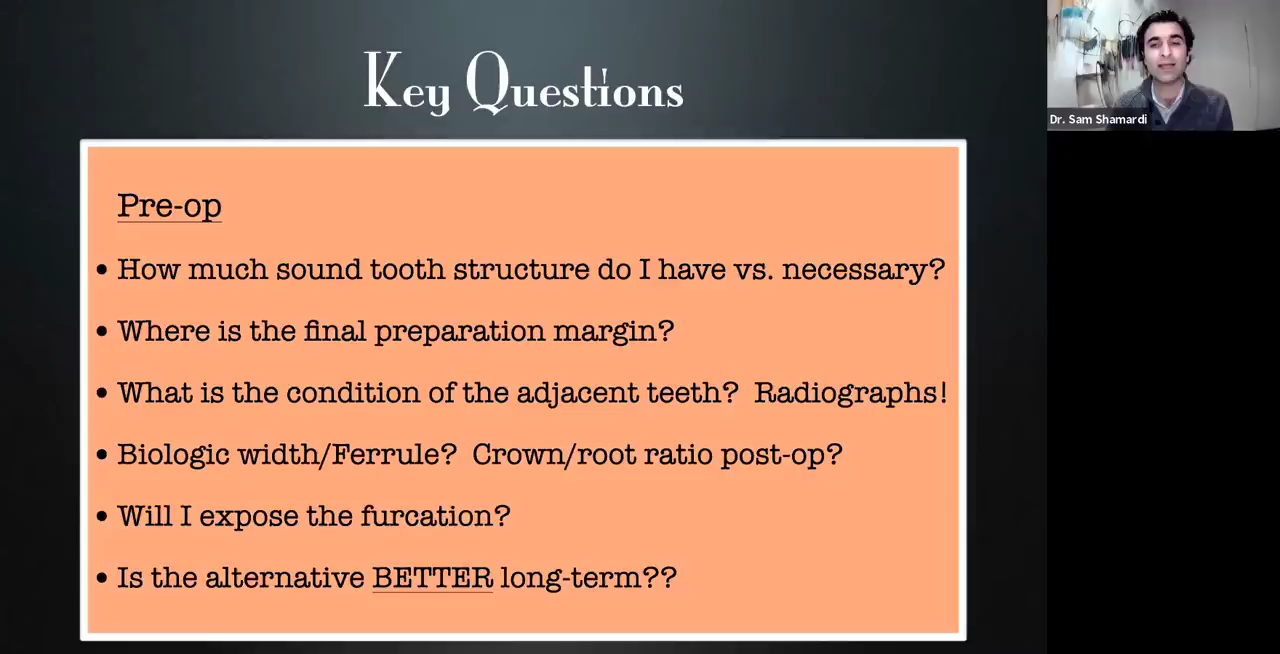 Key Questions
Dr. Sam Shamardi
Pre-op
• How much sound tooth structure do I have vs. necessary?
• Where is the final preparation margin?
• What is the condition of the adjacent teeth?  Radiographs!
• Biologic width/Ferrule?  Crown/root ratio post-op?
• Will I expose the furcation?
• Is the alternative BETTER long-term??